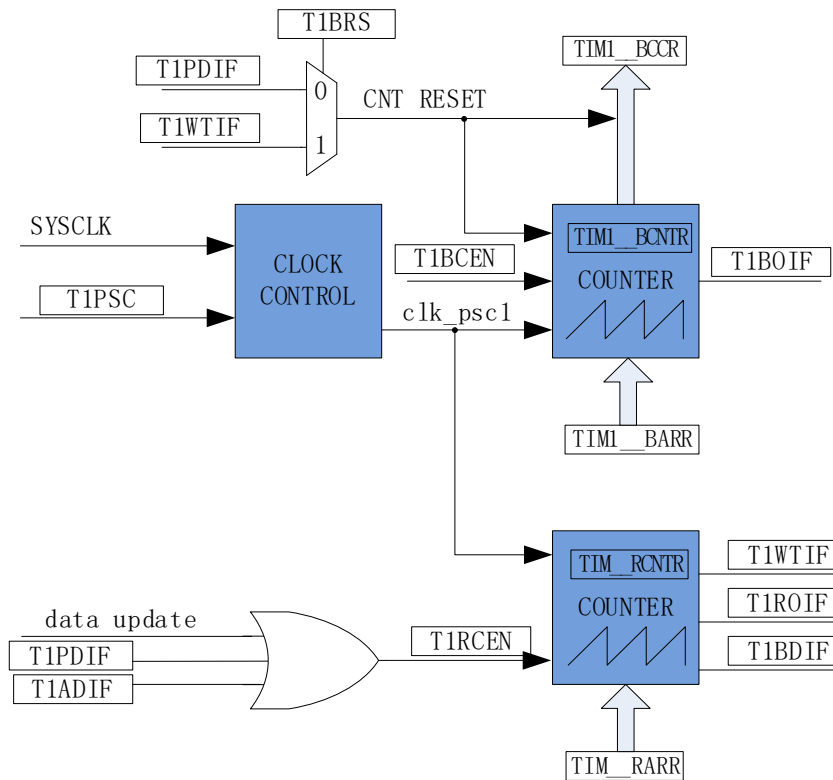 T1BRS
TIM1__BCCR
T1PDIF
0
CNT RESET
T1WTIF
1
SYSCLK
CLOCK
CONTROL
T1PSC
T1BCEN
clk_psc1
TIM1__BCNTR
COUNTER
T1BOIF
TIM1__BARR
TIM__RCNTR
COUNTER
T1WTIF
T1ROIF
T1BDIF
data update
T1PDIF
T1ADIF
T1RCEN
TIM__RARR